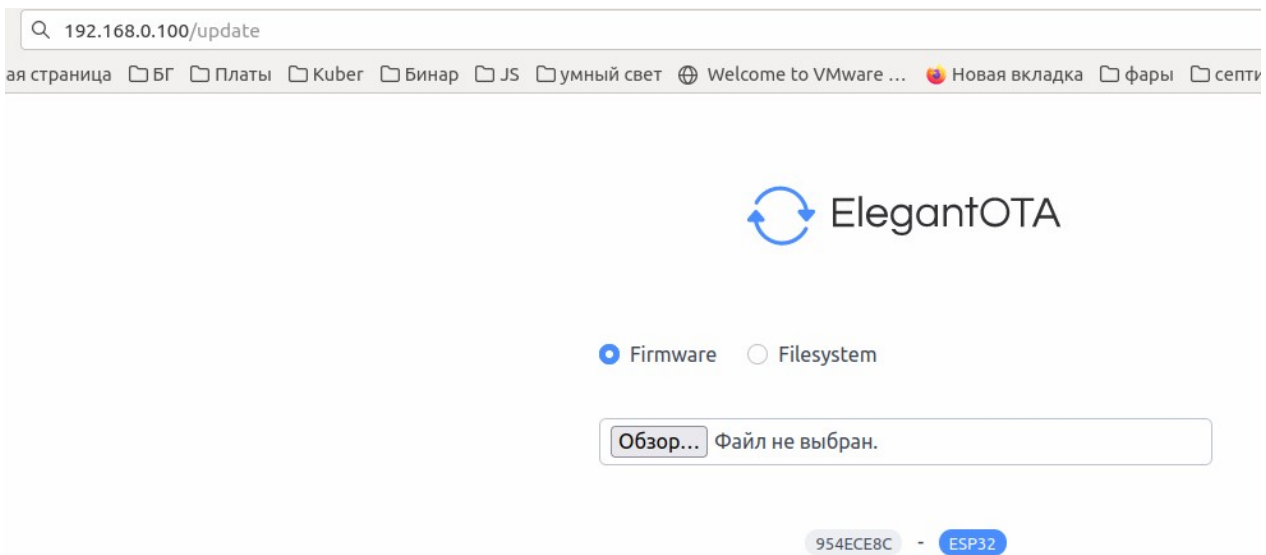 192.168.0.100/update
ая страница БГ Платы Kuber Бинар JS умный свет Welcome to VMware ... Новая вкладка фары септи
ElegantOTA
Firmware Filesystem
Обзор... Файл не выбран.
954ECE8C - ESP32